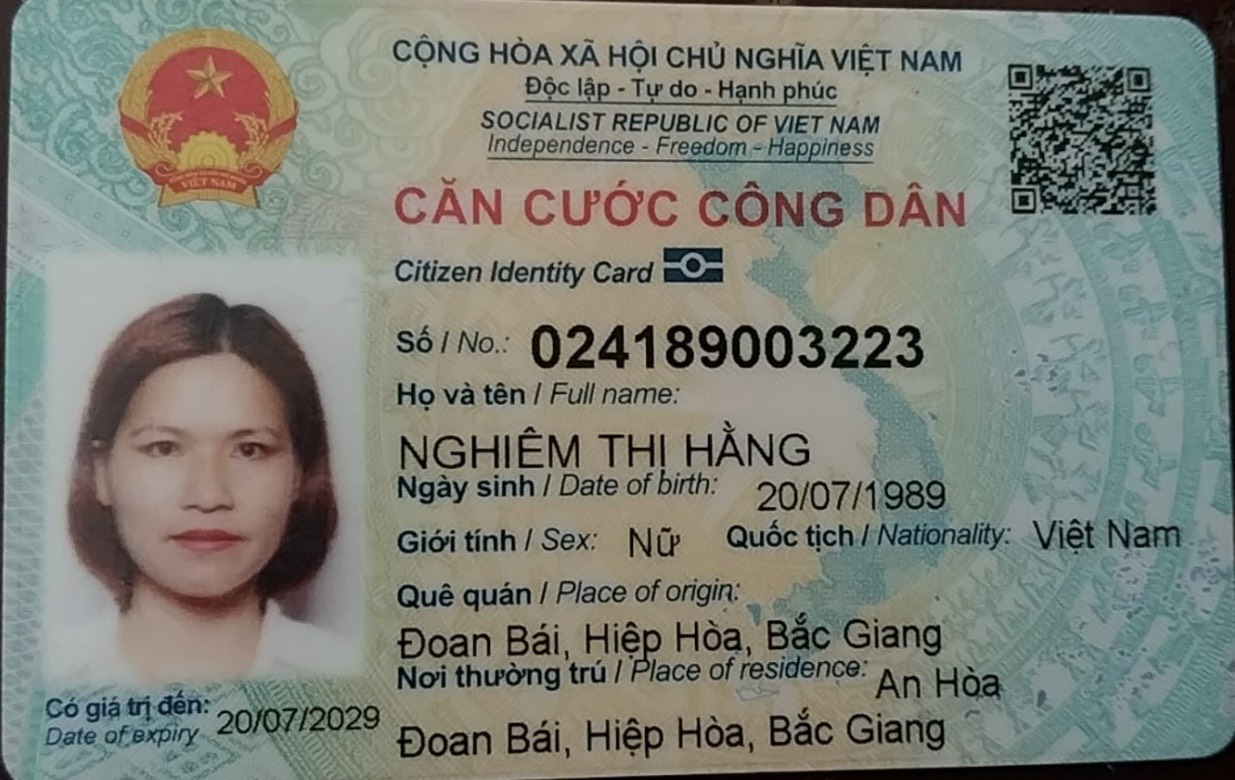 CỘNG HÒA XÃ HỘI CHỦ NGHĨA VIỆT NAM
Độc lập - Tự do - Hạnh phúc
SOCIALIST REPUBLIC OF VIET NAM
Independence - Freedom - Happiness
VIỆT NAM
CĂN CƯỚC CÔNG DÂN
Citizen Identity Card
Số / No.: 024189003223
Họ và tên / Full name:
NGHIÊM THỊ HẰNG
Ngày sinh / Date of birth: 20/07/1989
Giới tính / Sex: Nữ Quốc tịch / Nationality: Việt Nam
Quê quán / Place of origin:
Đoan Bái, Hiệp Hòa, Bắc Giang
Nơi thường trú / Place of residence: An Hòa
Đoan Bái, Hiệp Hòa, Bắc Giang
Có giá trị đến: 20/07/2029
Date of expiry